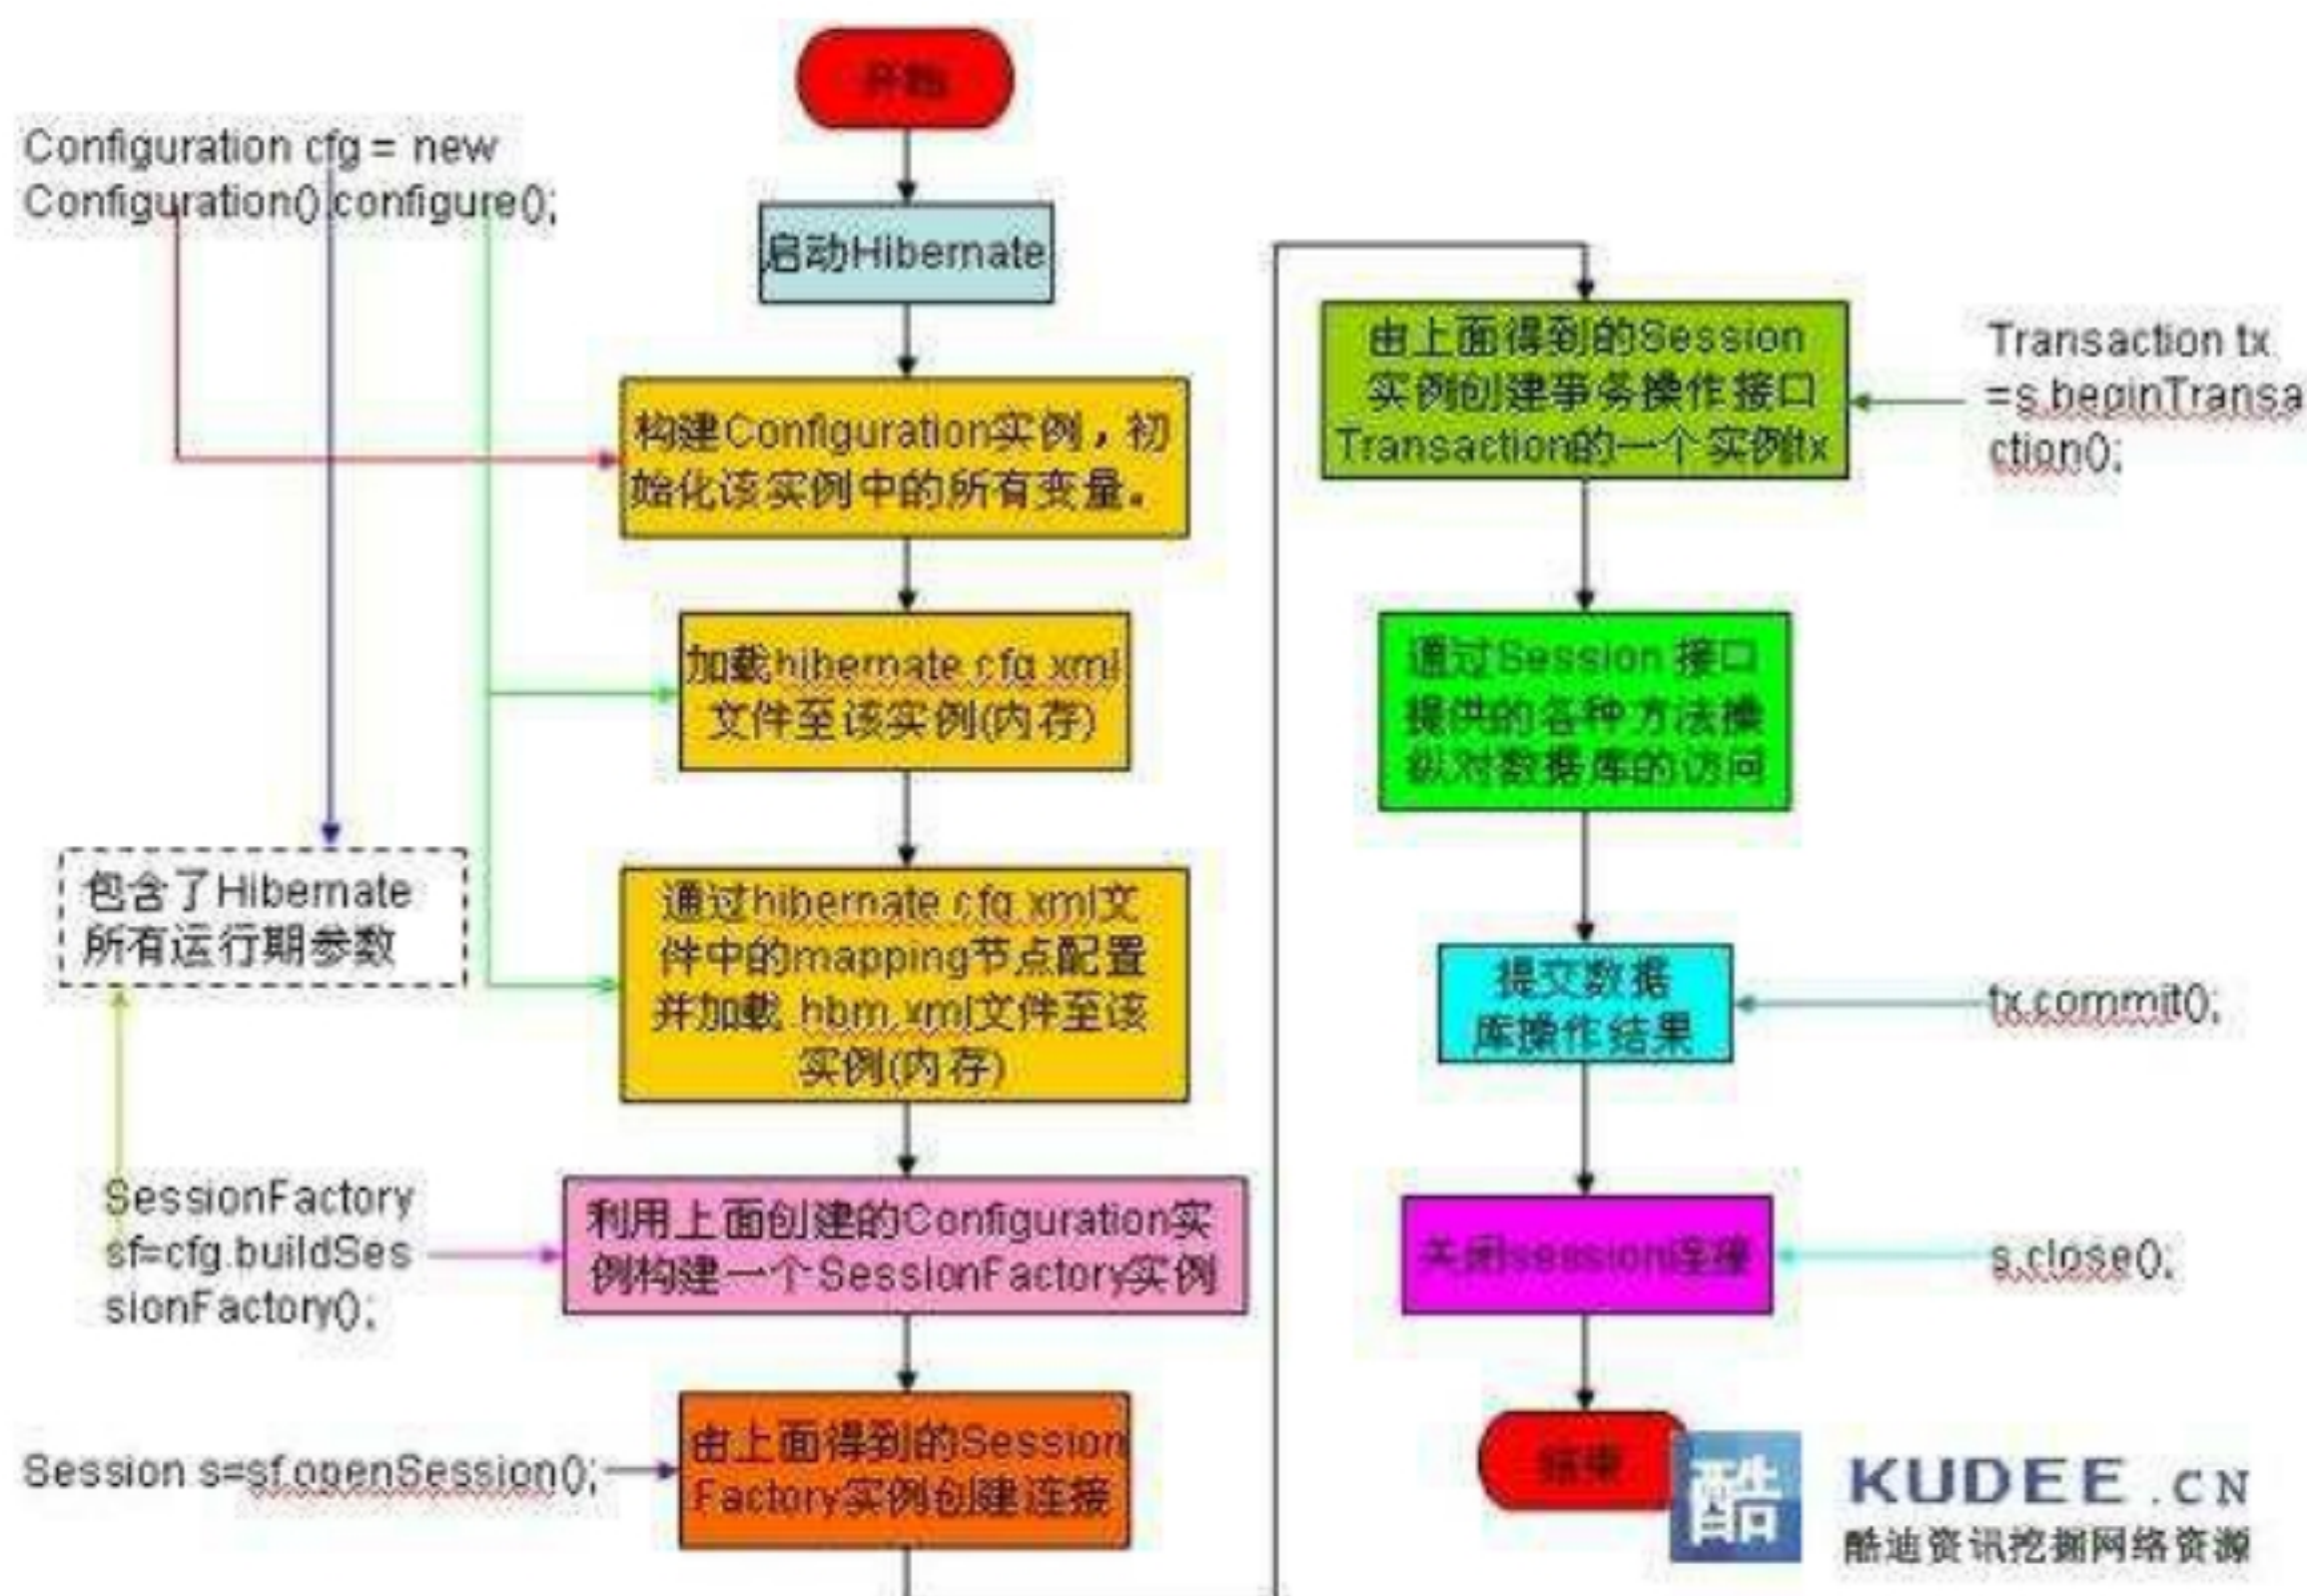 开始
Configuration cfg = new
Configuration().configure();
启动Hibernate
构建Configuration实例，初
始化该实例中的所有变量。
加载hibernate.cfg.xml
文件至该实例(内存)
包含了Hibernate
所有运行期参数
通过hibernate.cfg.xml文
件中的mapping节点配置
并加载.hbm.xml文件至该
实例(内存)
SessionFactory
sf=cfg.buildSes
sionFactory();
利用上面创建的Configuration实
例构建一个SessionFactory实例
Session s=sf.openSession();
由上面得到的Session
Factory实例创建连接
由上面得到的Session
实例创建事务操作接口
Transaction的一个实例tx
Transaction tx
=s.beginTransa
ction();
通过Session 接口
提供的各种方法操
纵对数据库的访问
提交数据
库操作结果
tx.commit();
关闭session连接
s.close();
结束
酷
KUDEE.CN
酷迪资讯挖掘网络资源